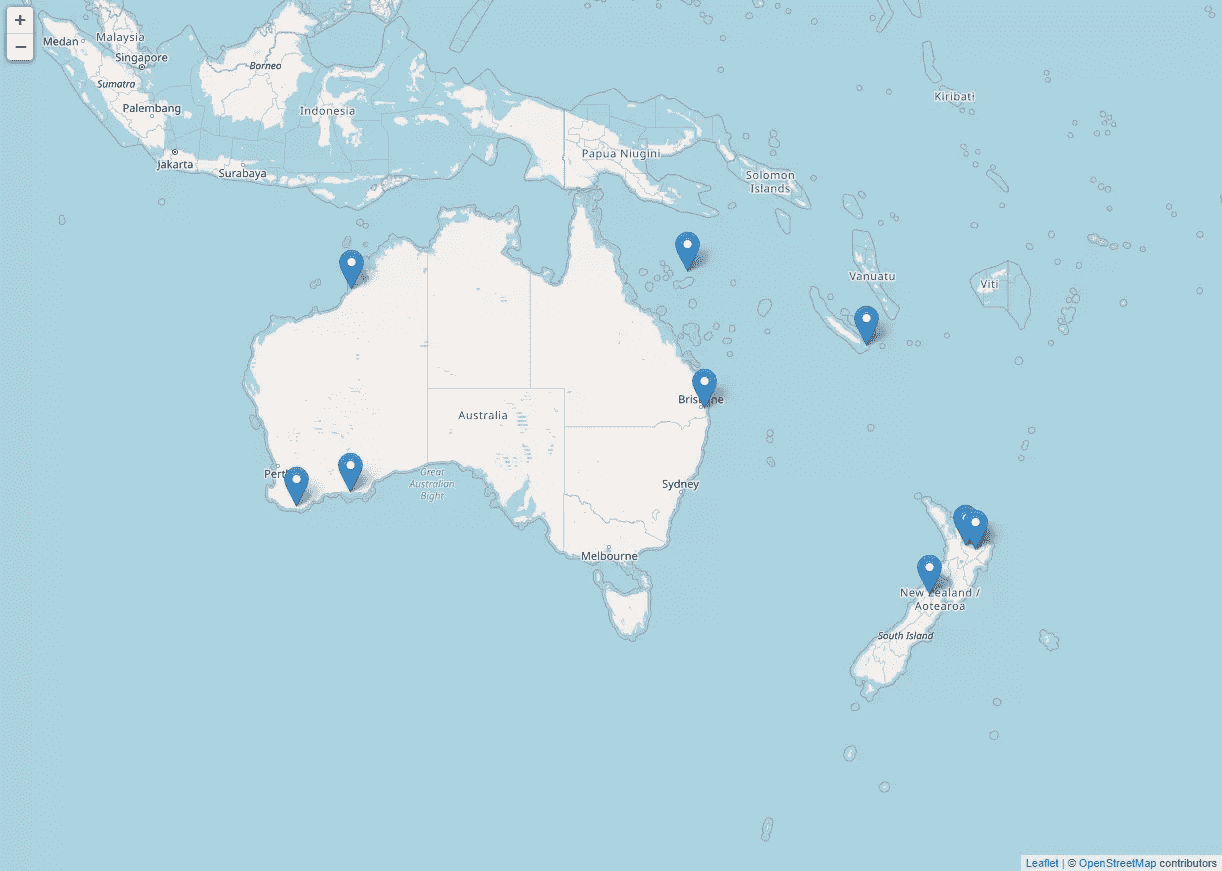 +
−
Medan
Malaysia
Singapore
Borneo
Sumatra
Palembang
Indonesia
Jakarta
Surabaya
Papua Niugini
Kiribati
Solomon
Islands
Vanuatu
Viti
Australia
Perth
Great
Australian
Bight
Sydney
Melbourne
New Zealand /
Aotearoa
South Island
Leaflet | © OpenStreetMap contributors